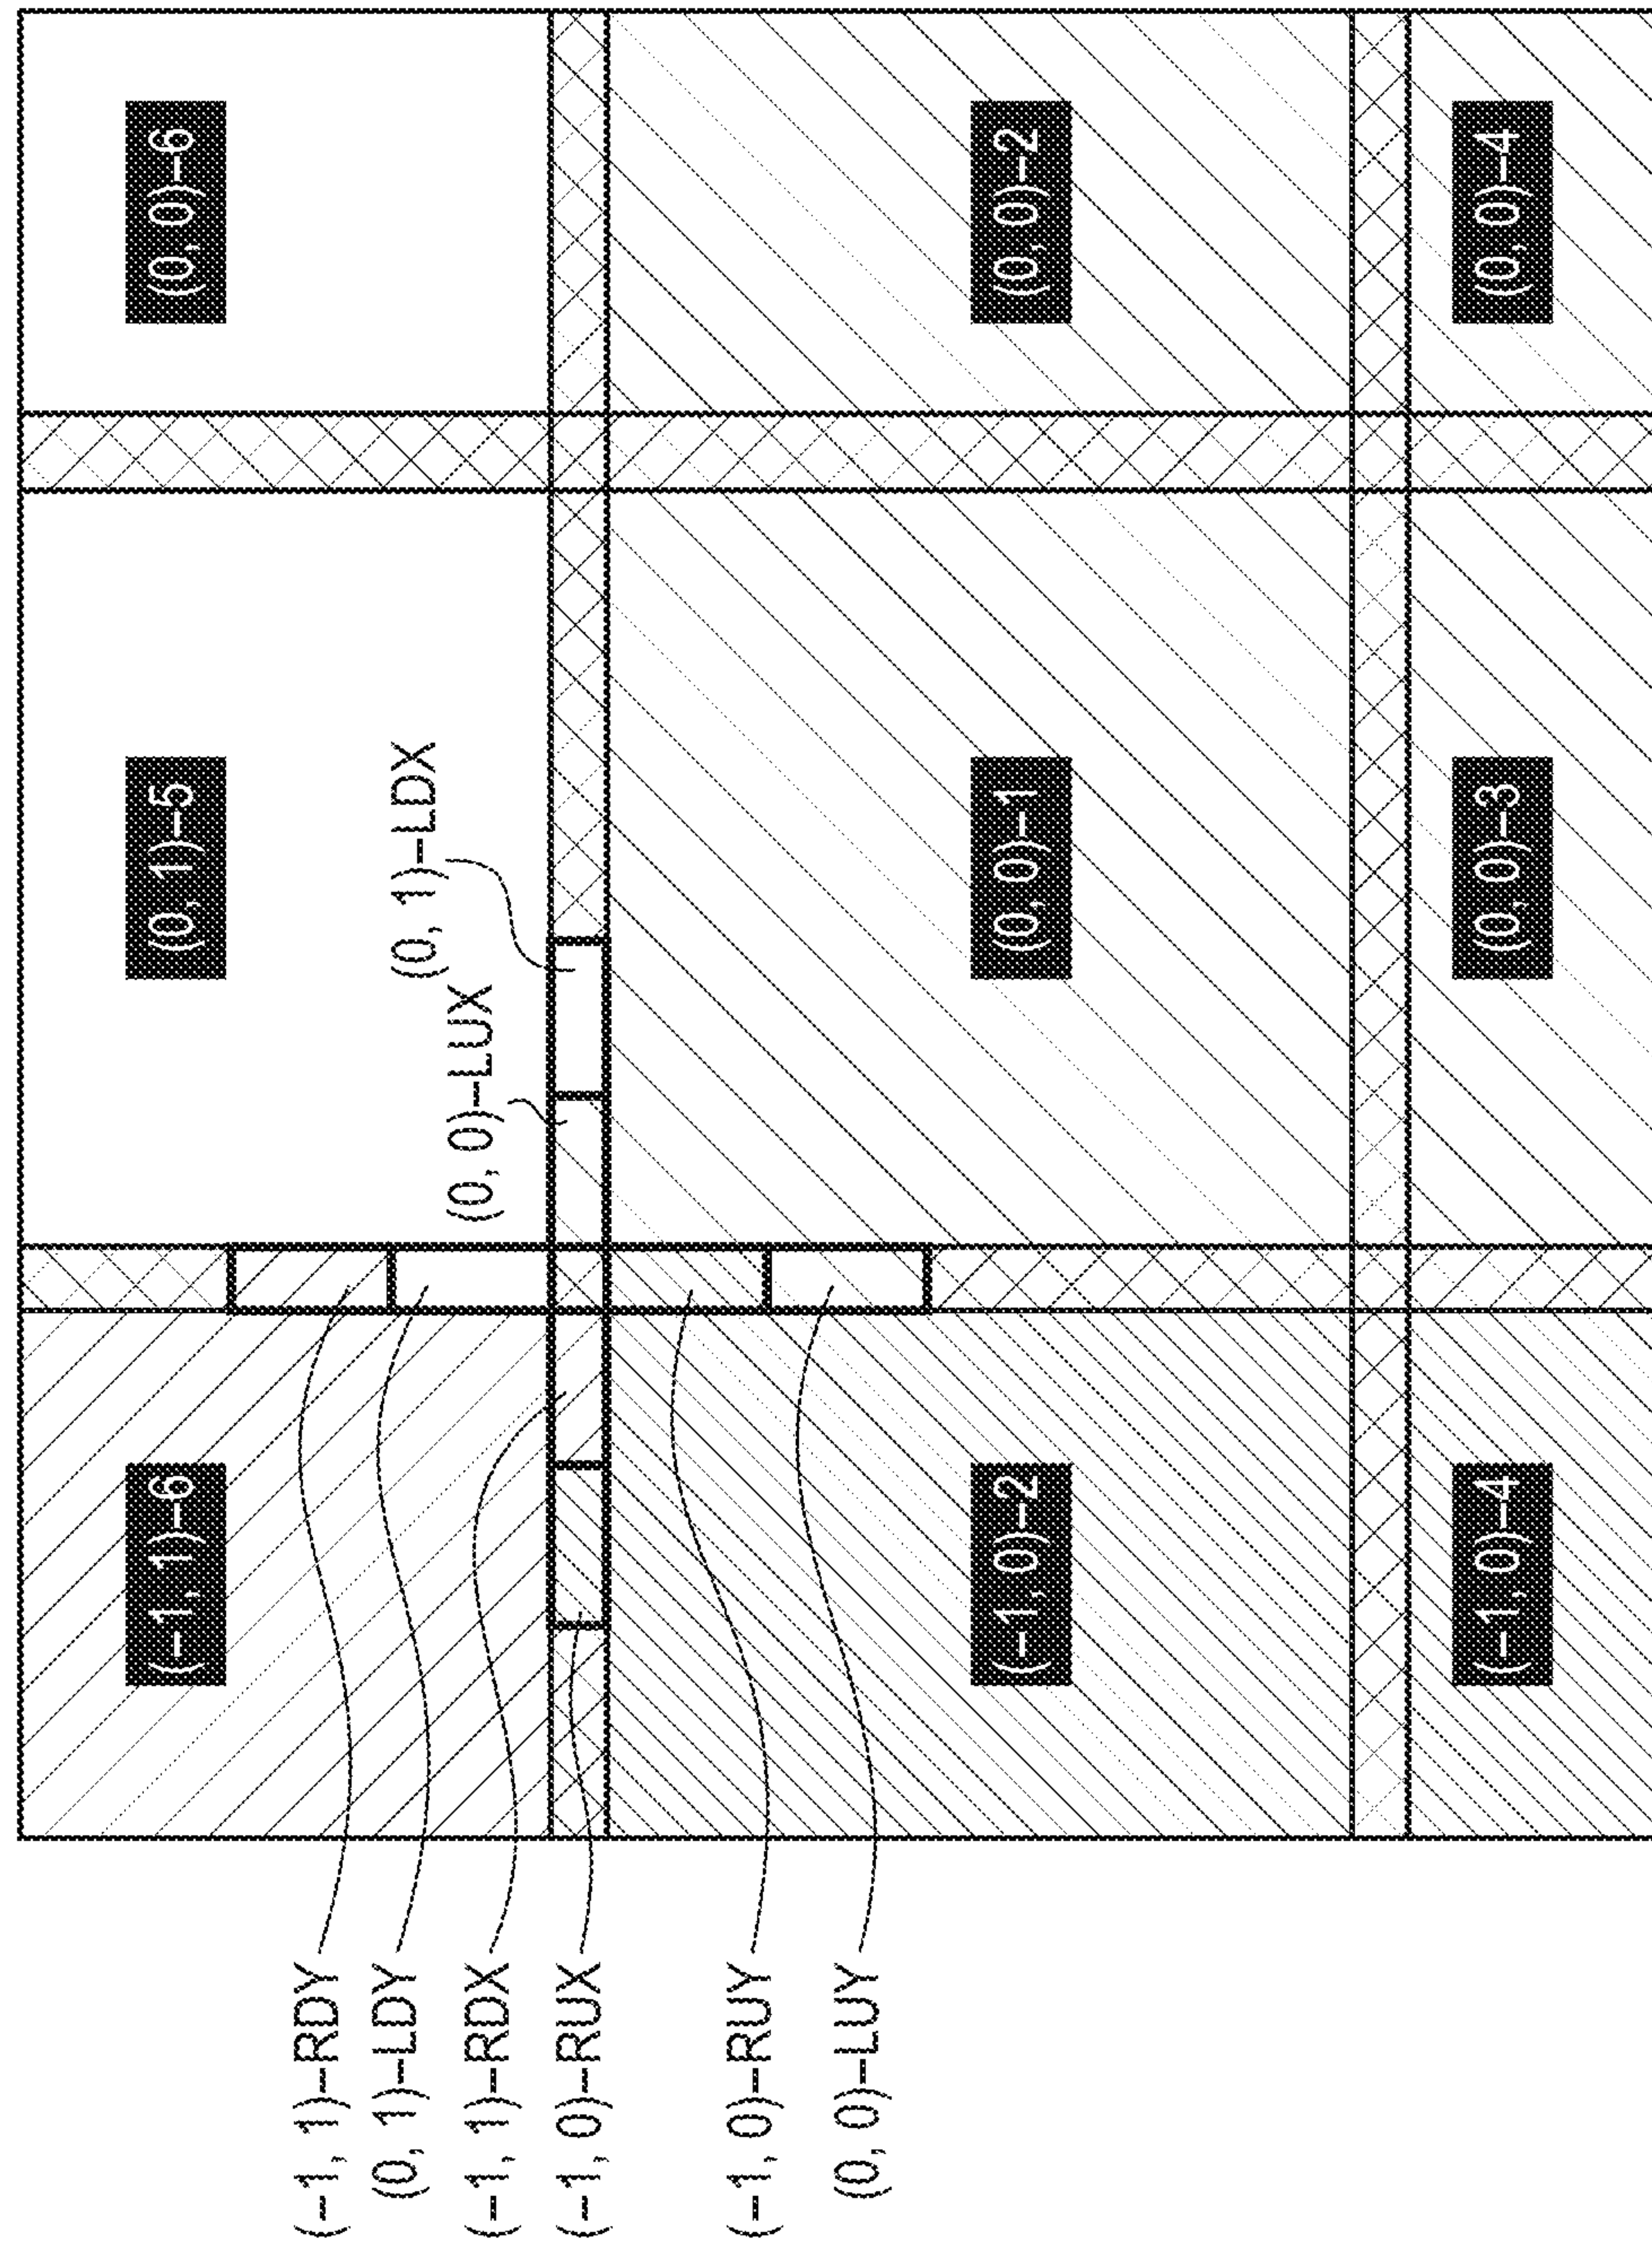 (−1, 1)−6
(0, 1)−5
(0, 0)−6
(−1, 1)−RDY
(0, 1)−LDY
(0, 1)−LDX
(0, 0)−LUX
(−1, 1)−RDX
(−1, 0)−RUX
(−1, 0)−RUY
(0, 0)−LUY
(−1, 0)−2
(0, 0)−1
(0, 0)−2
(−1, 0)−4
(0, 0)−3
(0, 0)−4